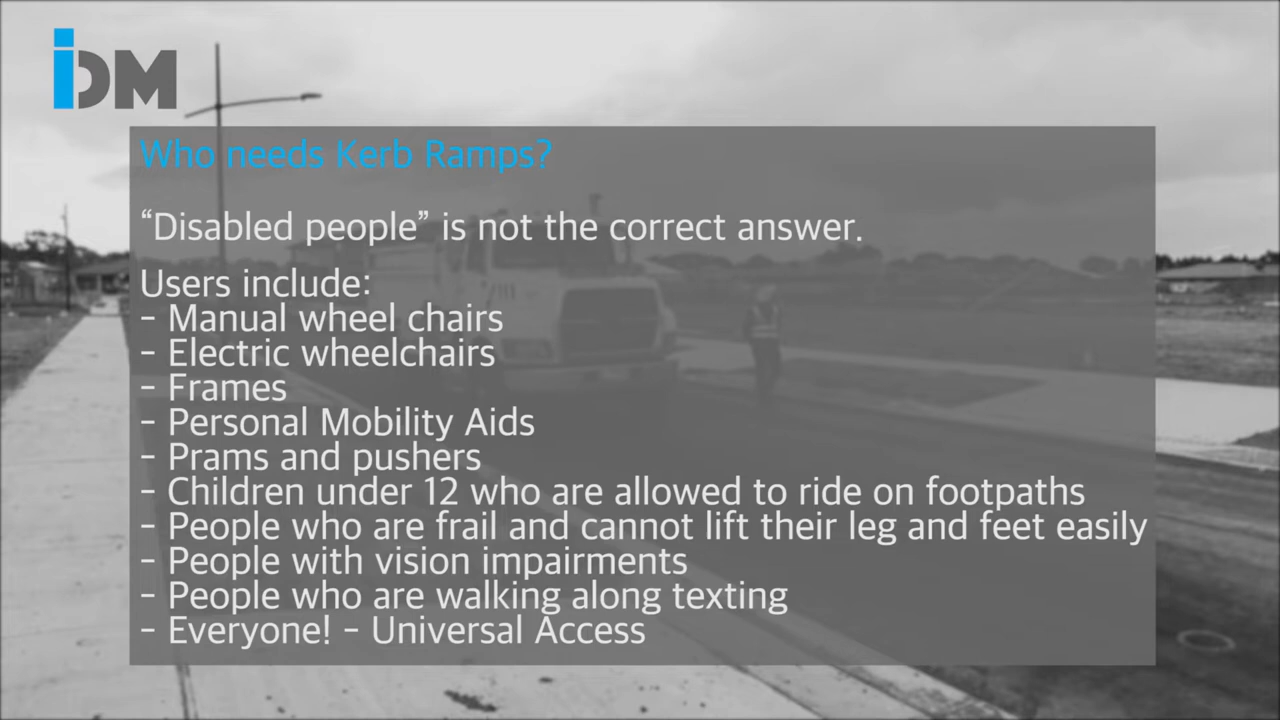 iDM
Who needs Kerb Ramps?
“Disabled people” is not the correct answer.
Users include:
- Manual wheel chairs
- Electric wheelchairs
- Frames
- Personal Mobility Aids
- Prams and pushers
- Children under 12 who are allowed to ride on footpaths
- People who are frail and cannot lift their leg and feet easily
- People with vision impairments
- People who are walking along texting
- Everyone! - Universal Access